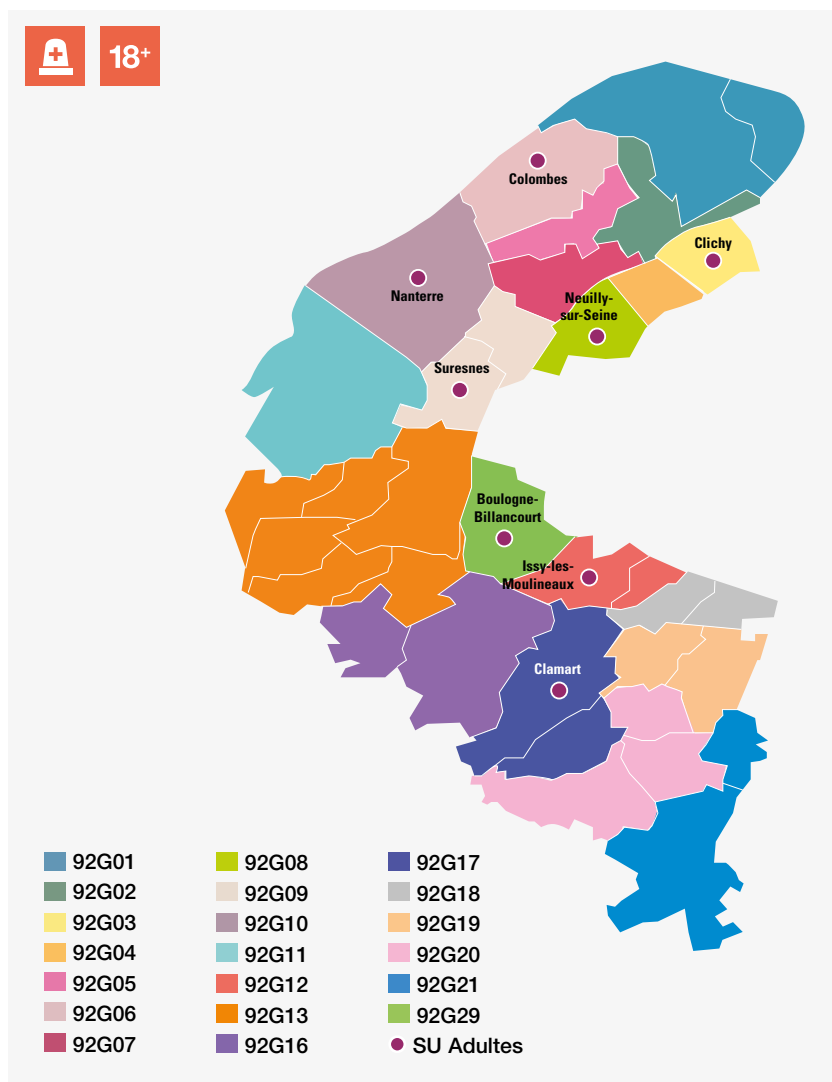 18+
Colombes
Clichy
Nanterre
Neuilly-
sur-Seine
Suresnes
Boulogne-
Billancourt
Issy-les-
Moulineaux
Clamart
92G01
92G02
92G03
92G04
92G05
92G06
92G07
92G08
92G09
92G10
92G11
92G12
92G13
92G16
92G17
92G18
92G19
92G20
92G21
92G29
SU Adultes